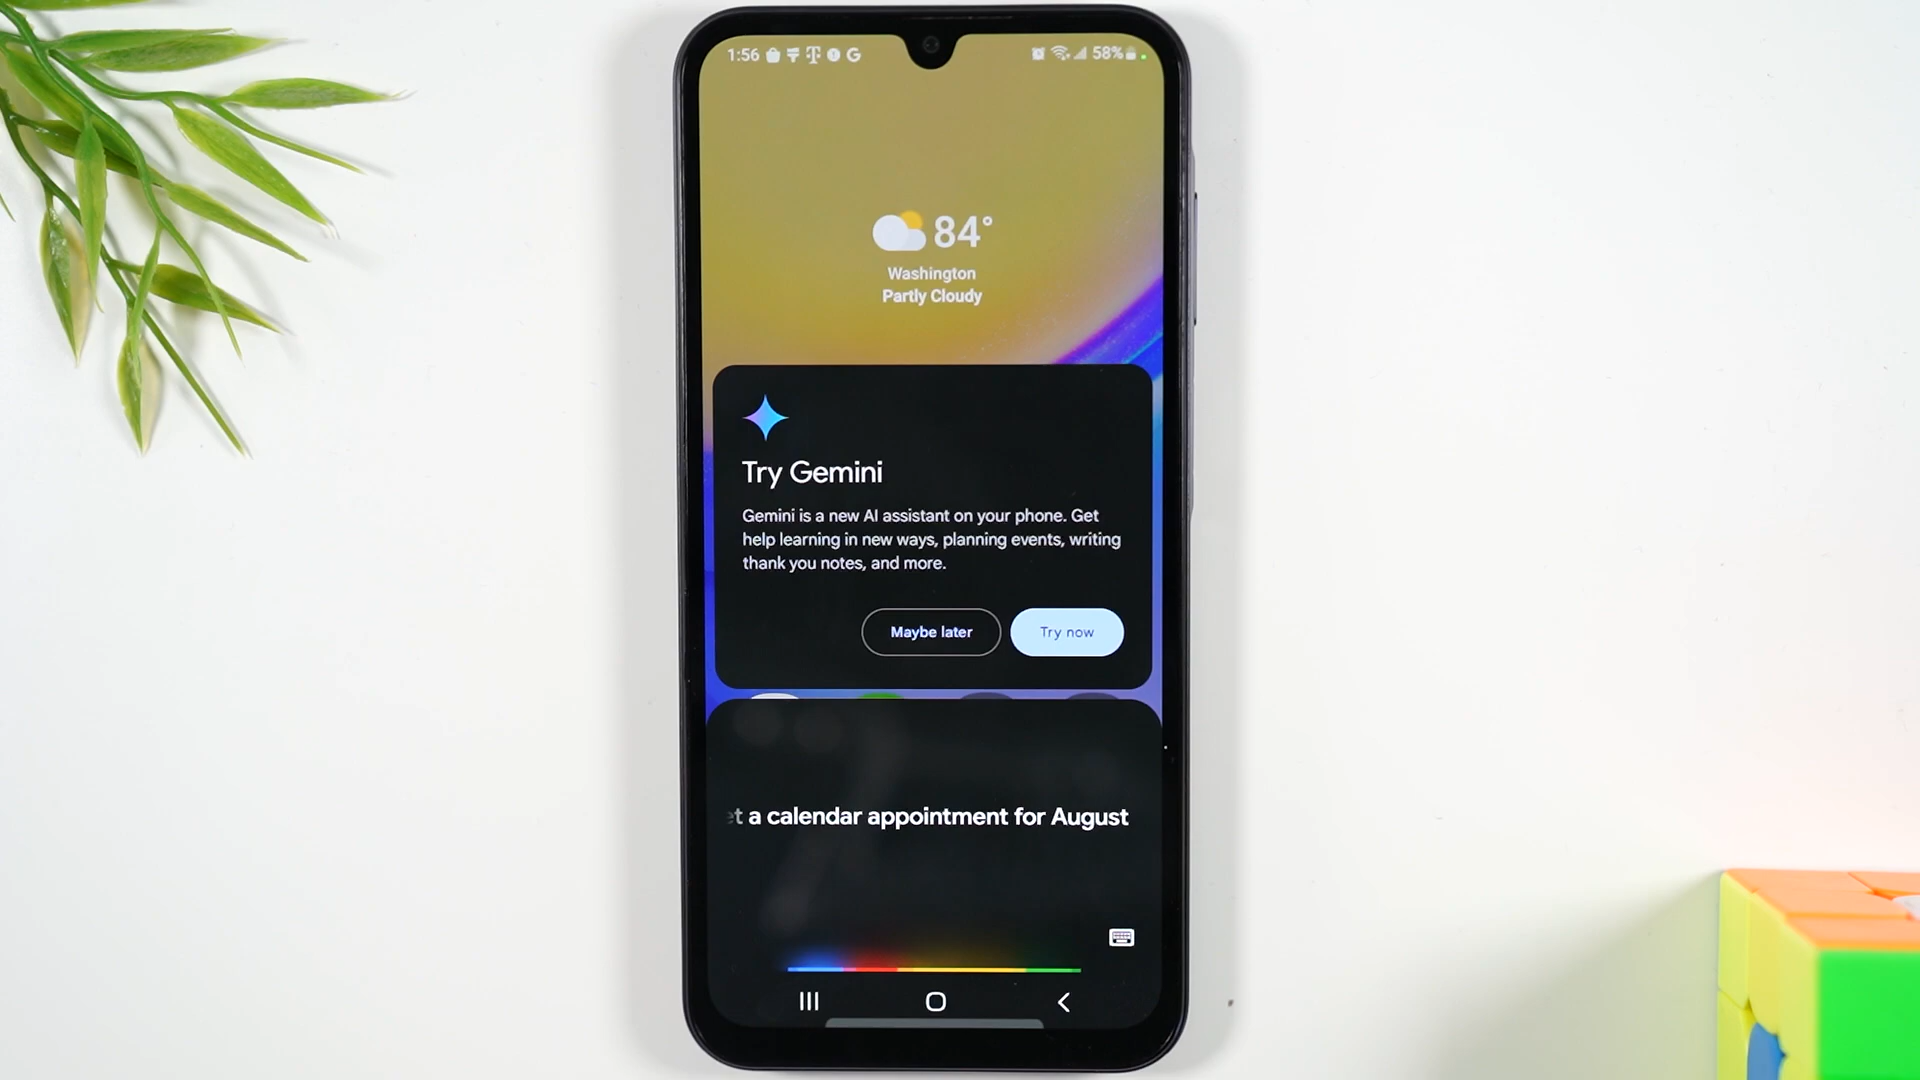 1:56
58%
84°
Washington
Partly Cloudy
Try Gemini
Gemini is a new AI assistant on your phone. Get
help learning in new ways, planning events, writing
thank you notes, and more.
Maybe later
Try now
t a calendar appointment for August